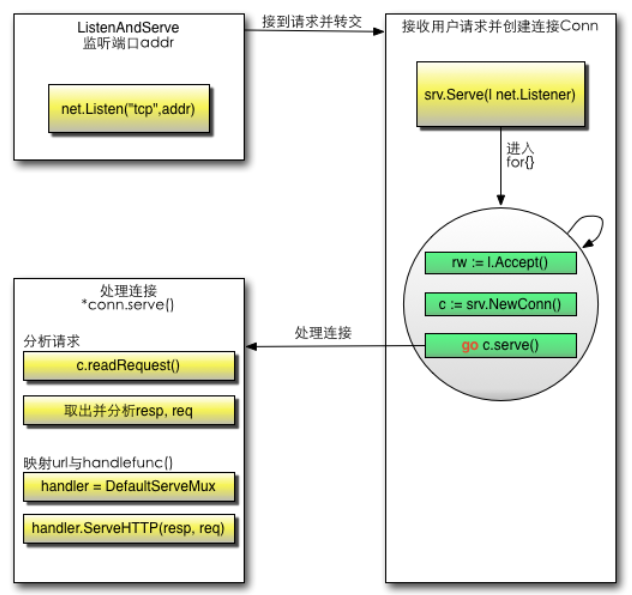 ListenAndServe
监听端口addr
net.Listen("tcp",addr)
接到请求并转交
接收用户请求并创建连接Conn
srv.Serve(l net.Listener)
进入
for{}
rw := l.Accept()
c := srv.NewConn()
go c.serve()
处理连接
处理连接
*conn.serve()
分析请求
c.readRequest()
取出并分析resp, req
映射url与handlefunc()
handler = DefaultServeMux
handler.ServeHTTP(resp, req)